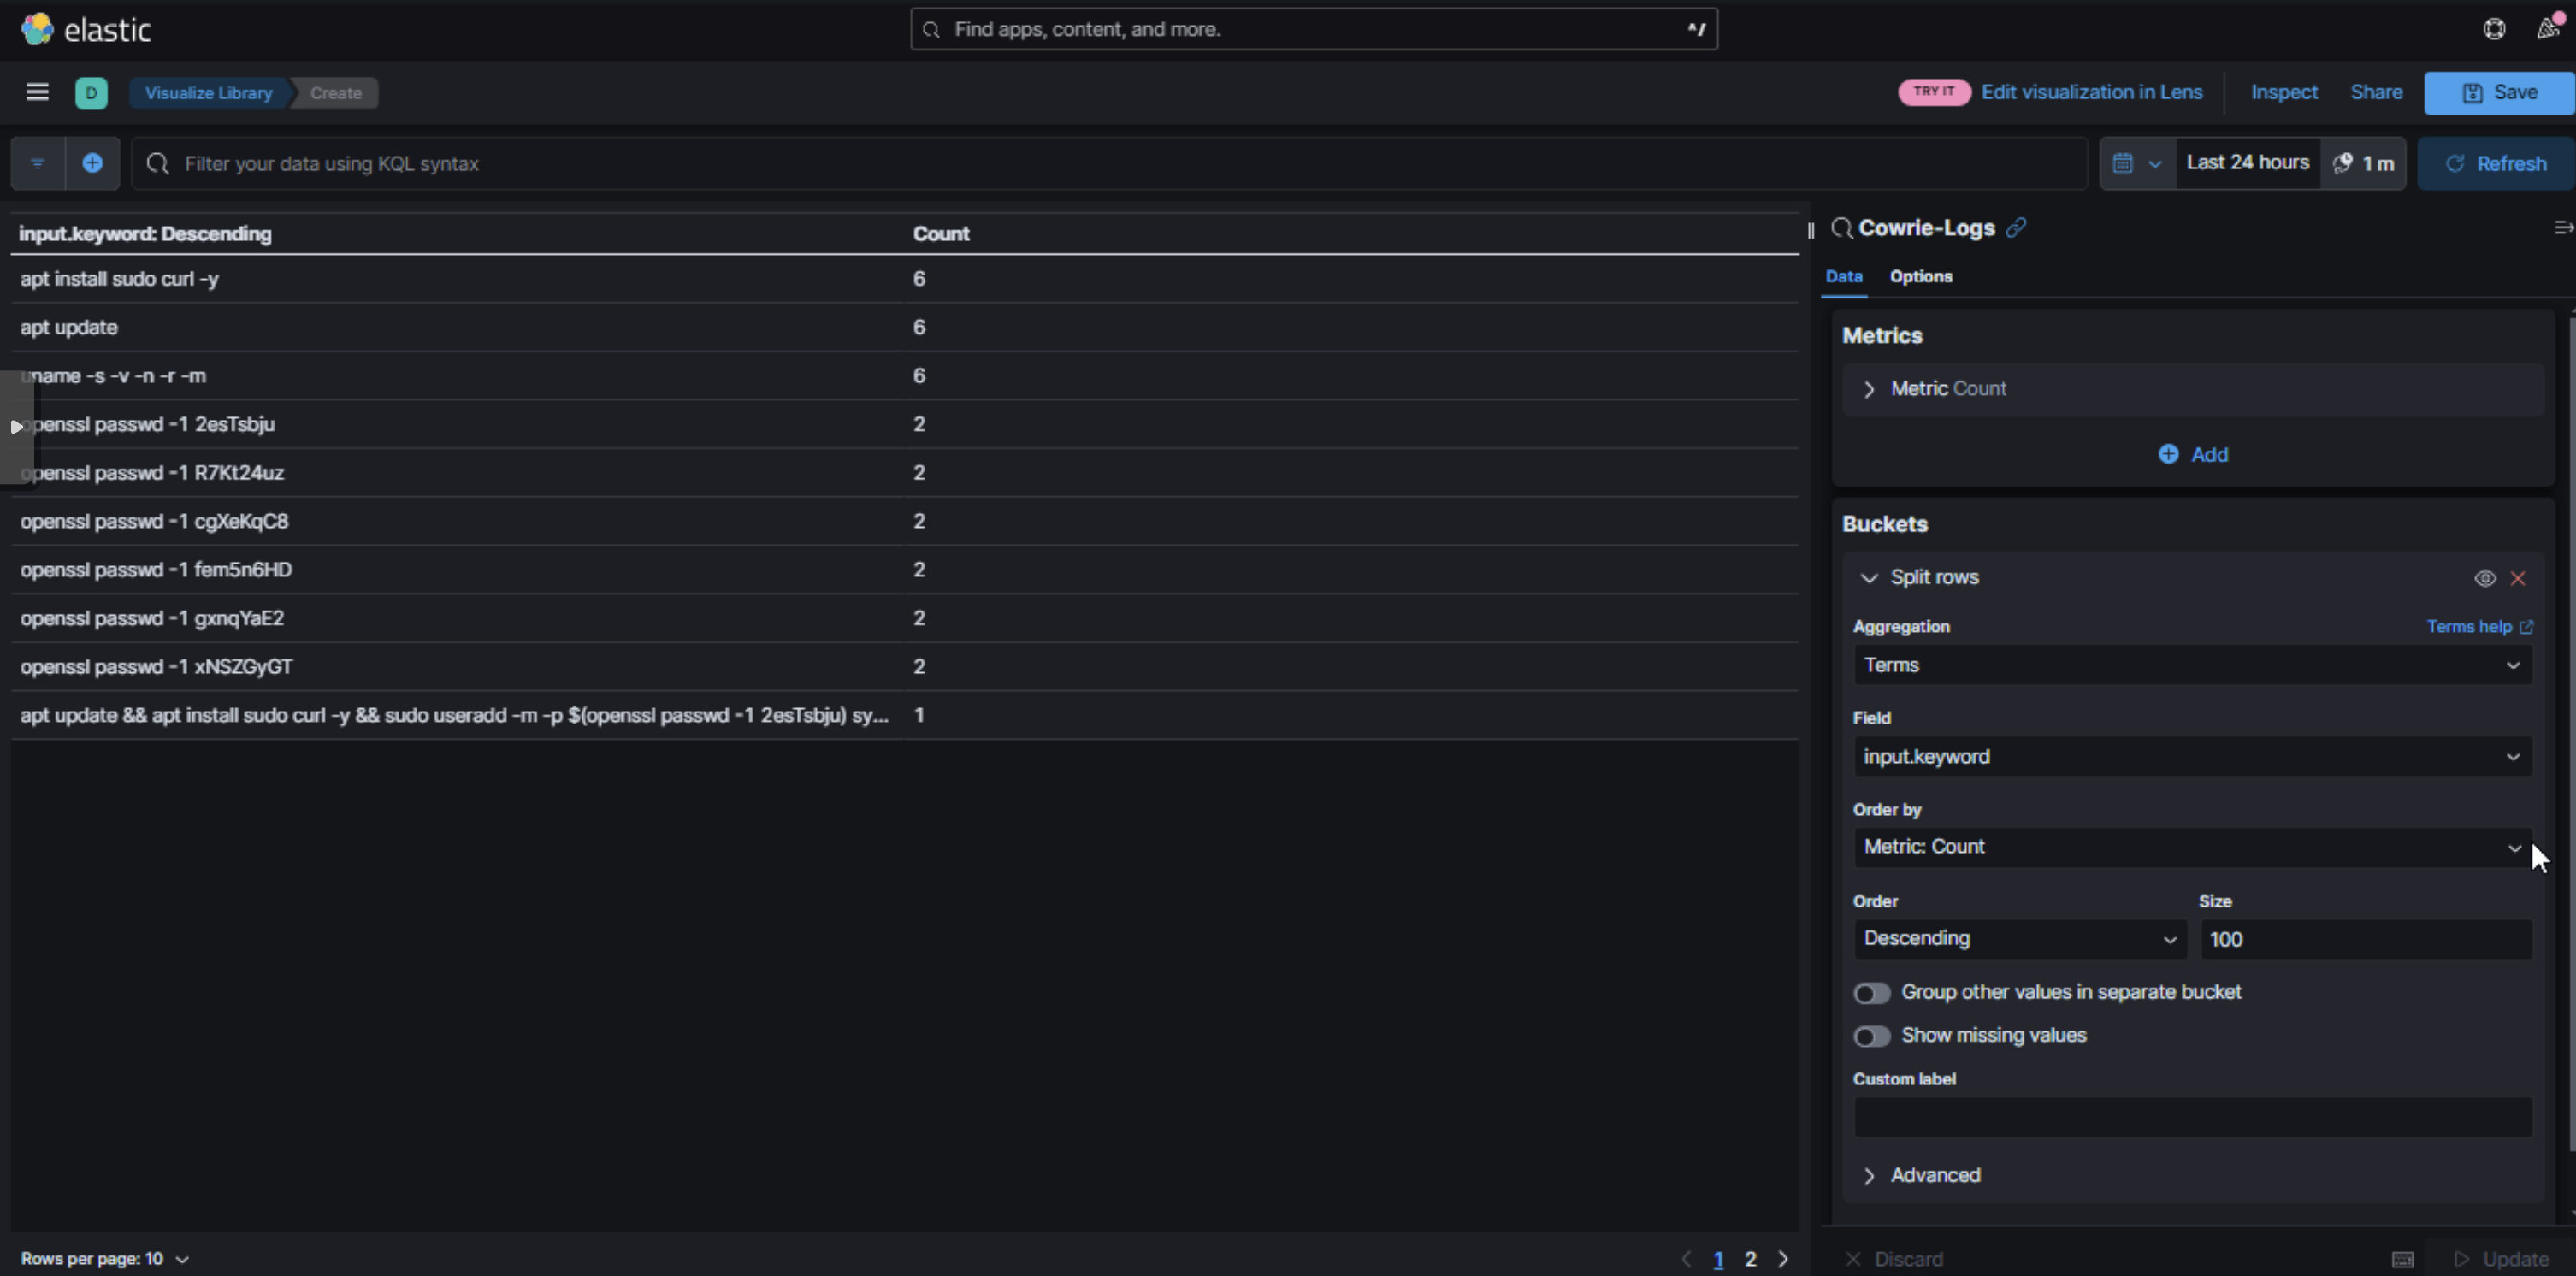 elastic
Find apps, content, and more.
^/
D
Visualize Library
Create
TRY IT
Edit visualization in Lens
Inspect
Share
Save
Filter your data using KQL syntax
Last 24 hours
1 m
Refresh
input.keyword: Descending
Count
apt install sudo curl -y
6
apt update
6
uname -s -v -n -r -m
6
openssl passwd -1 2esTsbju
2
openssl passwd -1 R7Kt24uz
2
openssl passwd -1 cgXeKqC8
2
openssl passwd -1 fem5n6HD
2
openssl passwd -1 gxnqYaE2
2
openssl passwd -1 xNSZGyGT
2
apt update && apt install sudo curl -y && sudo useradd -m -p $(openssl passwd -1 2esTsbju) sy...
1
Rows per page: 10
1
2
Cowrie-Logs
Data
Options
Metrics
Metric Count
Add
Buckets
Split rows
Aggregation
Terms help
Terms
Field
input.keyword
Order by
Metric: Count
Order
Size
Descending
100
Group other values in separate bucket
Show missing values
Custom label
Advanced
Discard
Update